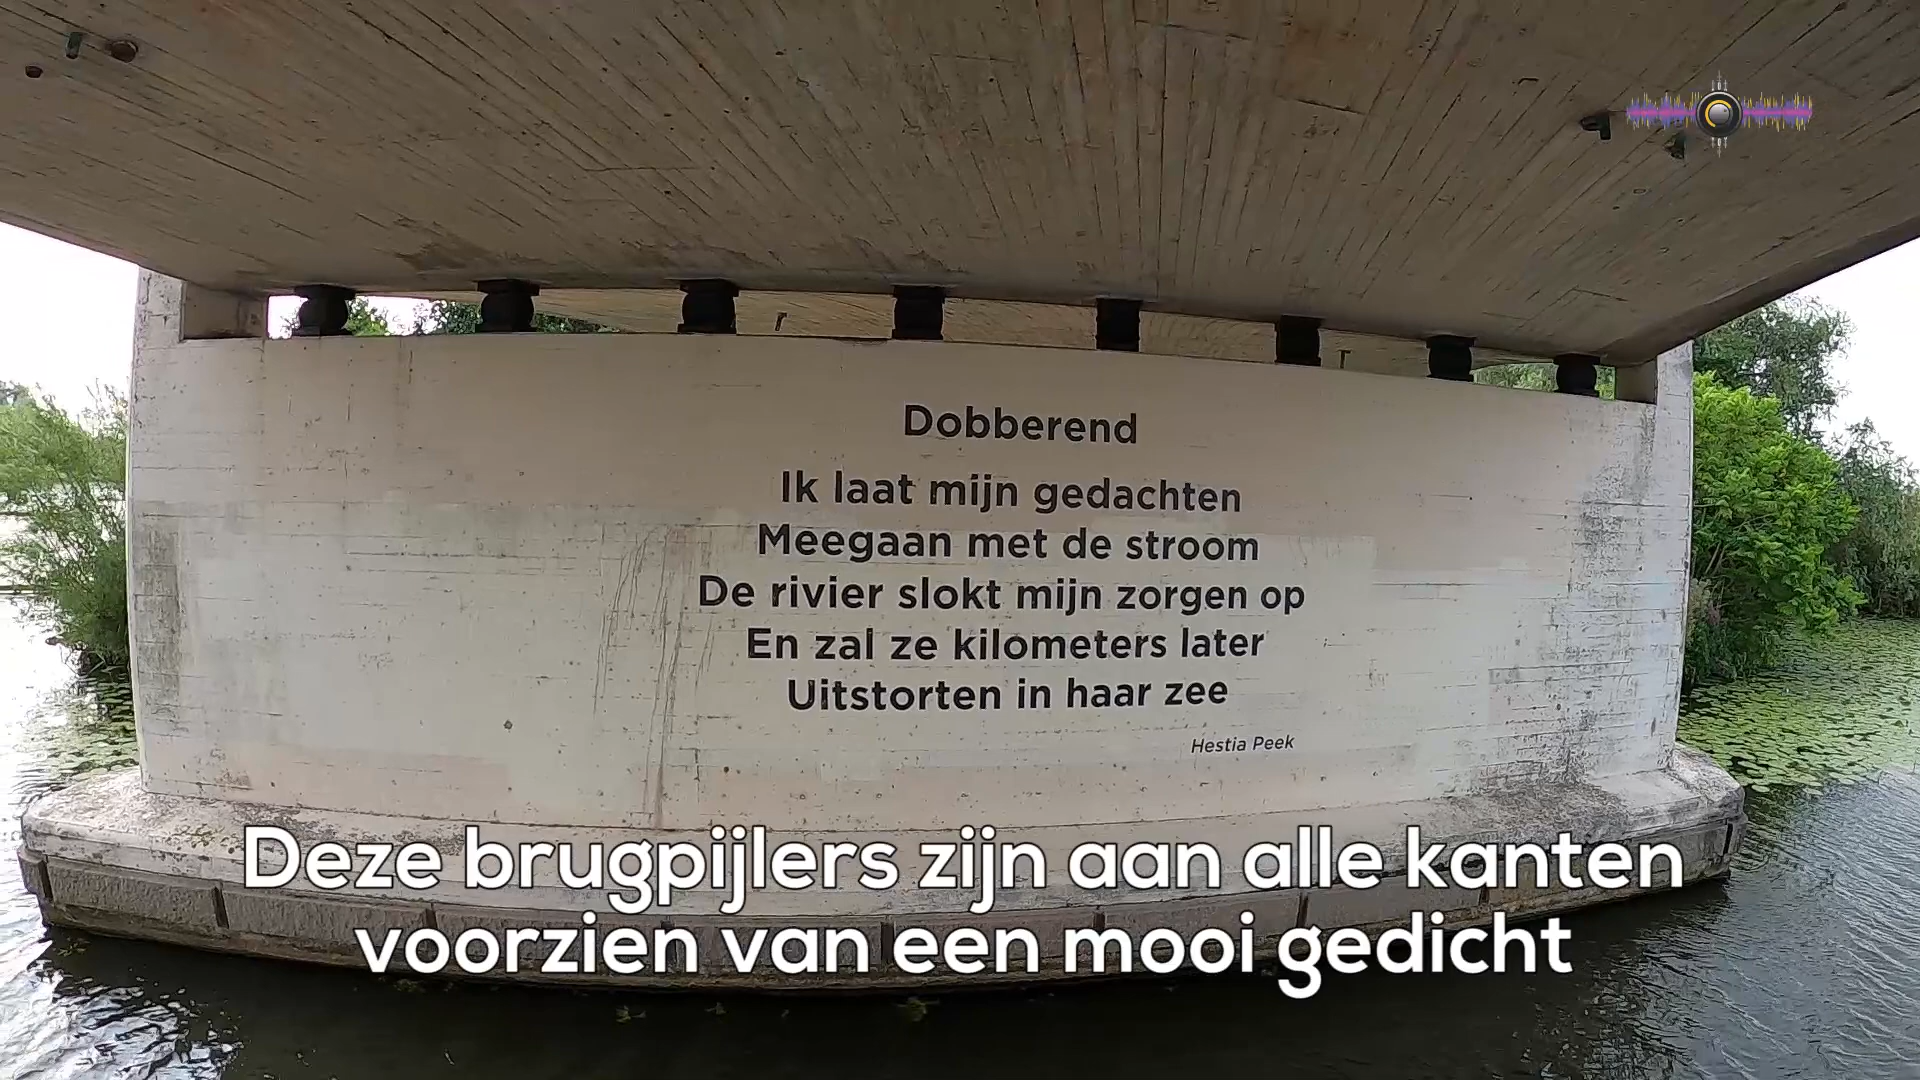 Dobberend
Ik laat mijn gedachten
Meegaan met de stroom
De rivier slokt mijn zorgen op
En zal ze kilometers later
Uitstorten in haar zee
Hestia Peek
Deze brugpijlers zijn aan alle kanten
voorzien van een mooi gedicht